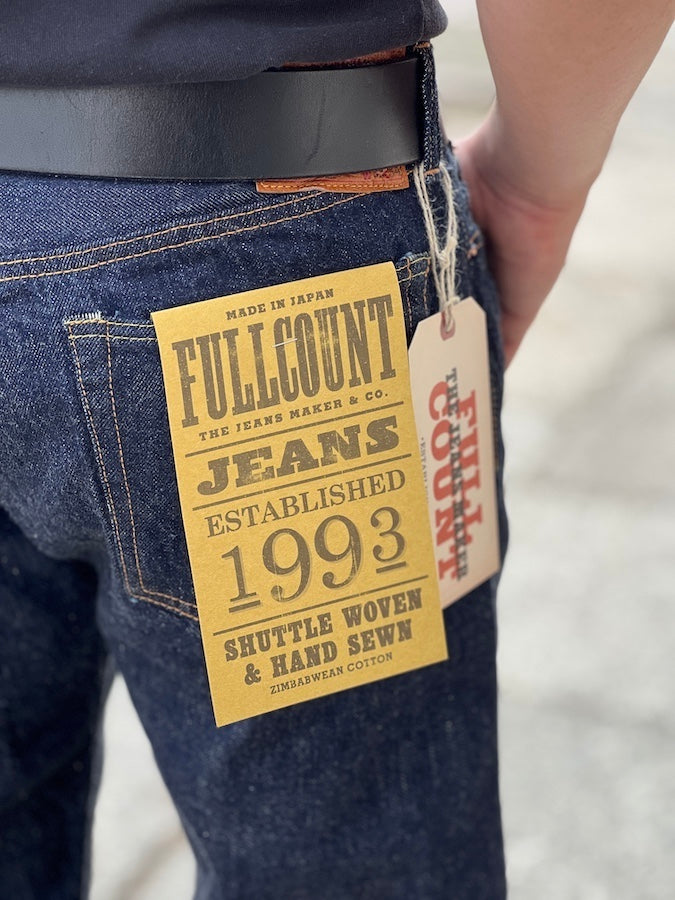 MADE IN JAPAN
FULLCOUNT
THE JEANS MAKER & CO.
JEANS
ESTABLISHED
1993
SHUTTLE WOVEN
& HAND SEWN
ZIMBABWEAN COTTON
FULL
COUNT
THE JEANS MAKER